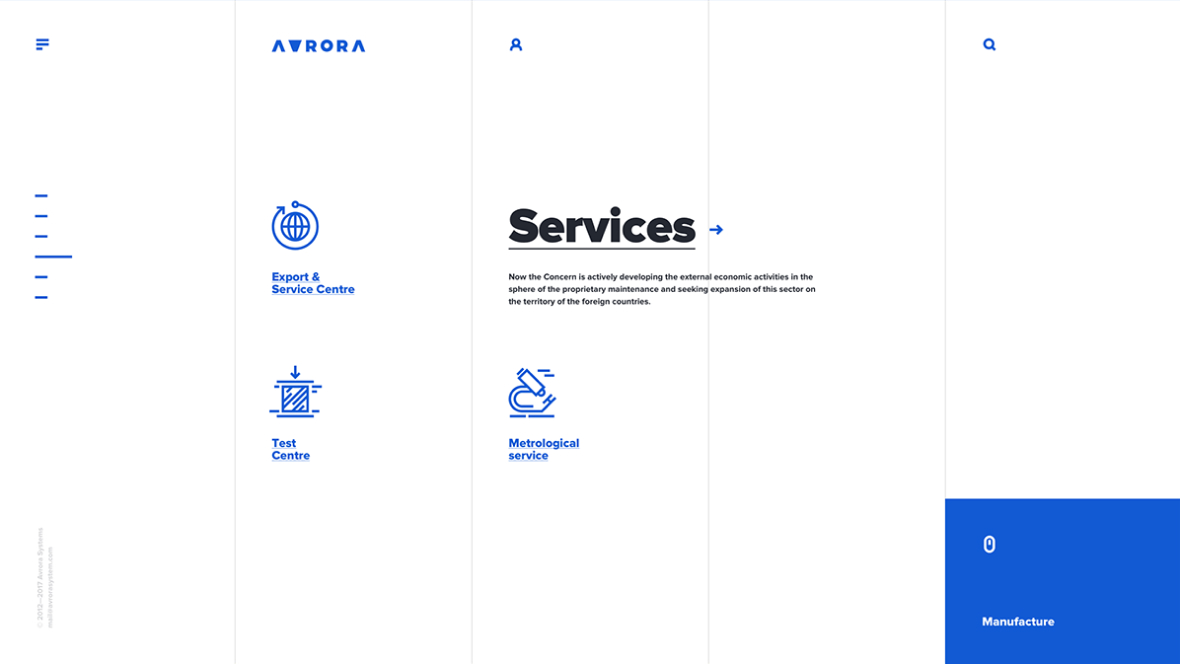 AVRORA
Services →
Export &
Service Centre
Now the Concern is actively developing the external economic activities in the
sphere of the proprietary maintenance and seeking expansion of this sector on
the territory of the foreign countries.
Test
Centre
Metrological
service
© 2012—2017 Avrora Systems
mail@avrorasystem.com
Manufacture